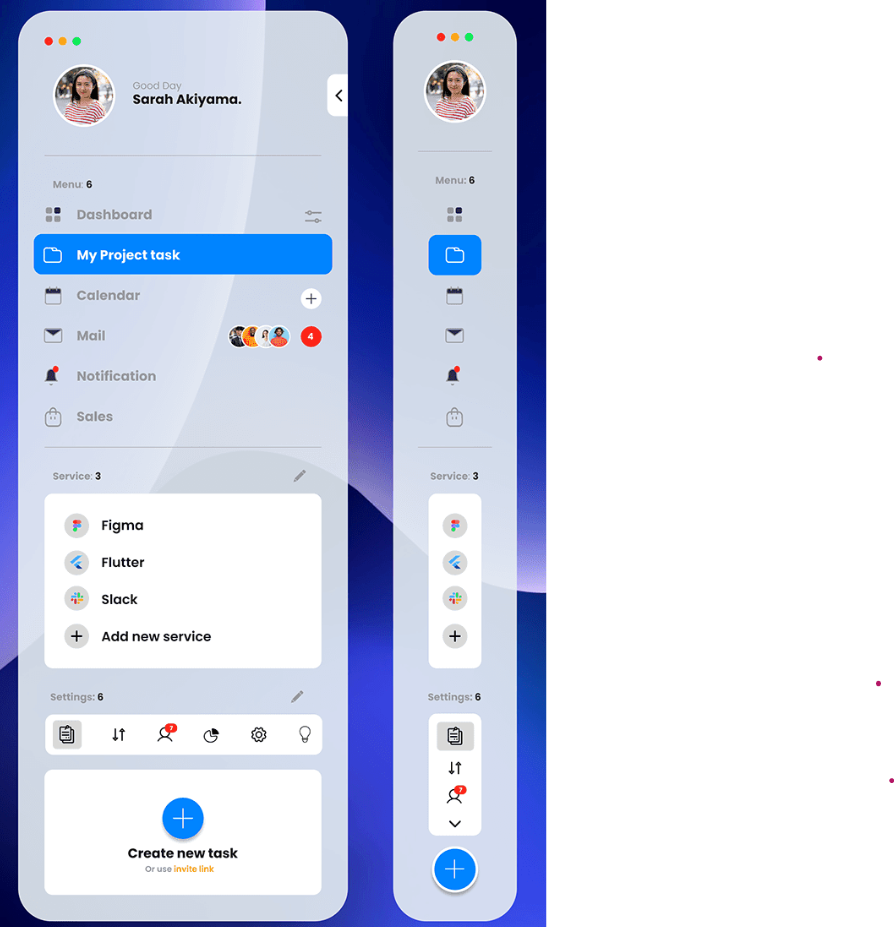 Good Day
Sarah Akiyama.
Menu: 6
Dashboard
My Project task
Calendar
Mail
4
Notification
Sales
Service: 3
Figma
Flutter
Slack
Add new service
Settings: 6
7
Create new task
Or use invite link
Menu: 6
Service: 3
Settings: 6
7